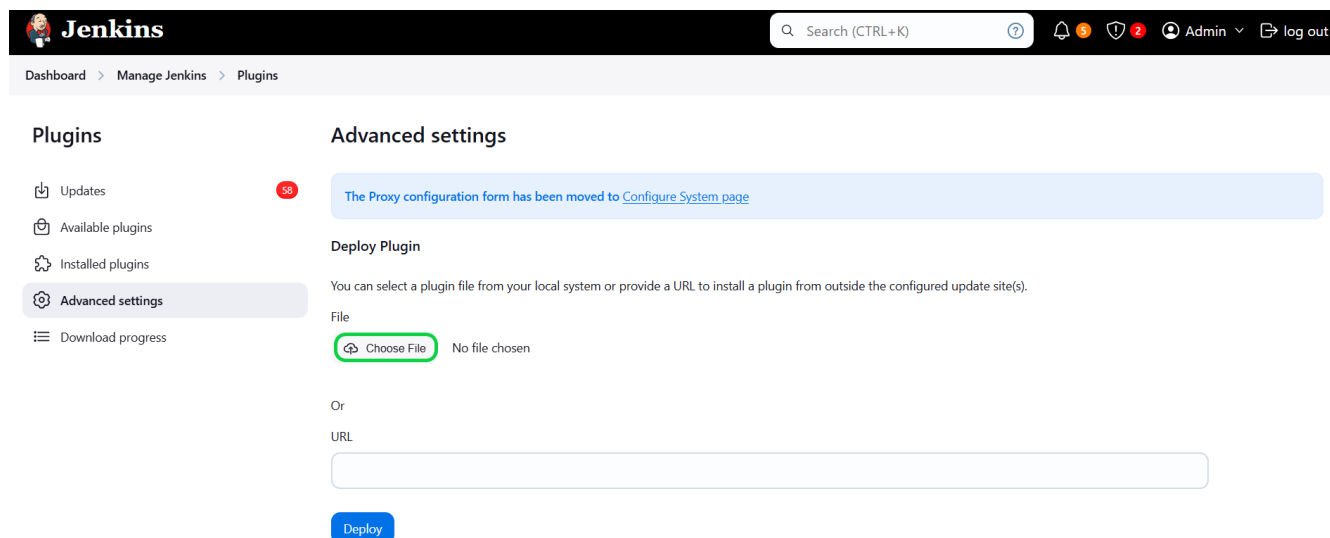 Jenkins
Search (CTRL+K)
?
5
2
Admin
log out
Dashboard > Manage Jenkins > Plugins
Plugins
Updates
58
Available plugins
Installed plugins
Advanced settings
Download progress
Advanced settings
The Proxy configuration form has been moved to Configure System page
Deploy Plugin
You can select a plugin file from your local system or provide a URL to install a plugin from outside the configured update site(s).
File
Choose File No file chosen
Or
URL
Deploy